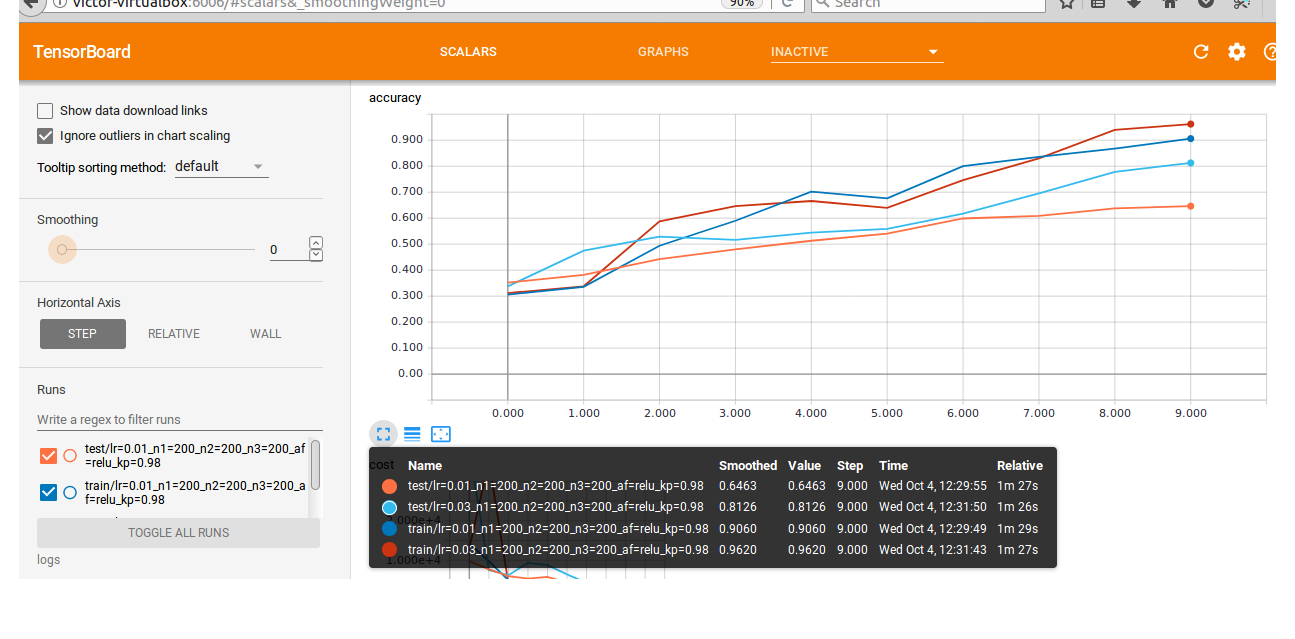 victor-virtualbox:6006/#scalars&_smoothingWeight=0
90%
Search
TensorBoard
SCALARS
GRAPHS
INACTIVE
Show data download links
Ignore outliers in chart scaling
Tooltip sorting method: default
Smoothing
0
Horizontal Axis
STEP
RELATIVE
WALL
Runs
Write a regex to filter runs
test/lr=0.01_n1=200_n2=200_n3=200_af
=relu_kp=0.98
train/lr=0.01_n1=200_n2=200_n3=200_a
f=relu_kp=0.98
TOGGLE ALL RUNS
logs
accuracy
0.900
0.800
0.700
0.600
0.500
0.400
0.300
0.200
0.100
0.00
0.000 1.000 2.000 3.000 4.000 5.000 6.000 7.000 8.000 9.000
cost
Name Smoothed Value Step Time Relative
test/lr=0.01_n1=200_n2=200_n3=200_af=relu_kp=0.98 0.6463 0.6463 9.000 Wed Oct 4, 12:29:55 1m 27s
test/lr=0.03_n1=200_n2=200_n3=200_af=relu_kp=0.98 0.8126 0.8126 9.000 Wed Oct 4, 12:31:50 1m 26s
train/lr=0.01_n1=200_n2=200_n3=200_af=relu_kp=0.98 0.9060 0.9060 9.000 Wed Oct 4, 12:29:49 1m 29s
train/lr=0.03_n1=200_n2=200_n3=200_af=relu_kp=0.98 0.9620 0.9620 9.000 Wed Oct 4, 12:31:43 1m 27s
1.000e+4